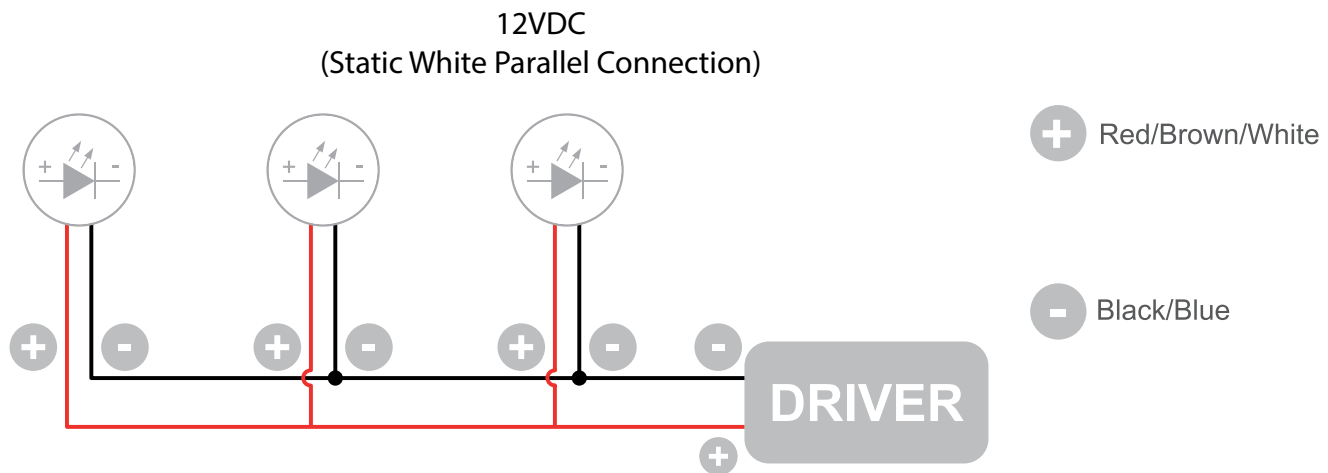 12VDC
(Static White Parallel Connection)
+ -
+ -
+ -
+ Red/Brown/White
- Black/Blue
+ -
+ -
+ -
-
DRIVER
+